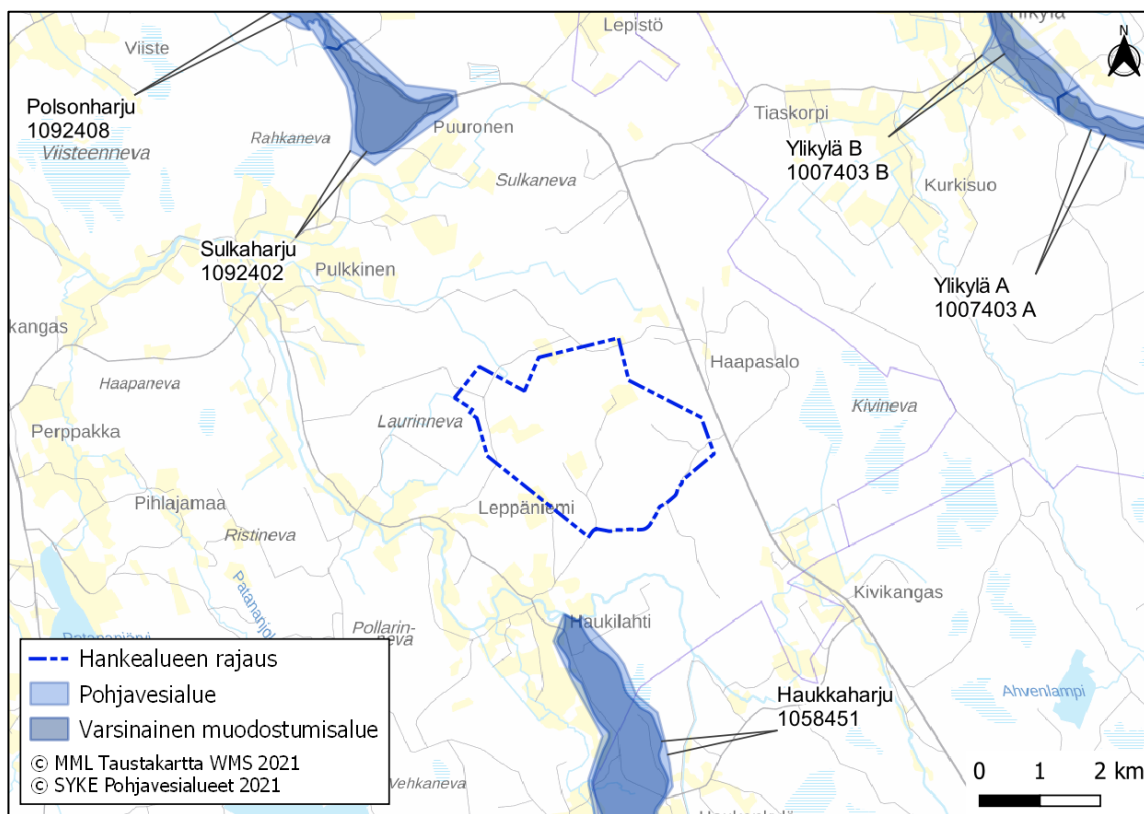 Viiste
Lepistö
N
Polsonharju
1092408
Viisteenneva
Rahkaneva
Puuronen
Sulkaneva
Tiaskorpi
Ylikylä B
1007403 B
Kurkisuo
Sulkaharju
1092402
Pulkkinen
Ylikylä A
1007403 A
kangas
Haapaneva
Haapasalo
Laurinneva
Kivineva
Perppakka
Pihlajamaa
Leppäniemi
Ristineva
Kivikangas
Haukilahti
Pollarin-
neva
Patananjärvi
Haukkaharju
1058451
Ahvenlampi
Vehkaneva
Hankealueen rajaus
Pohjavesialue
Varsinainen muodostumisalue
© MML Taustakartta WMS 2021
© SYKE Pohjavesialueet 2021
0 1 2 km